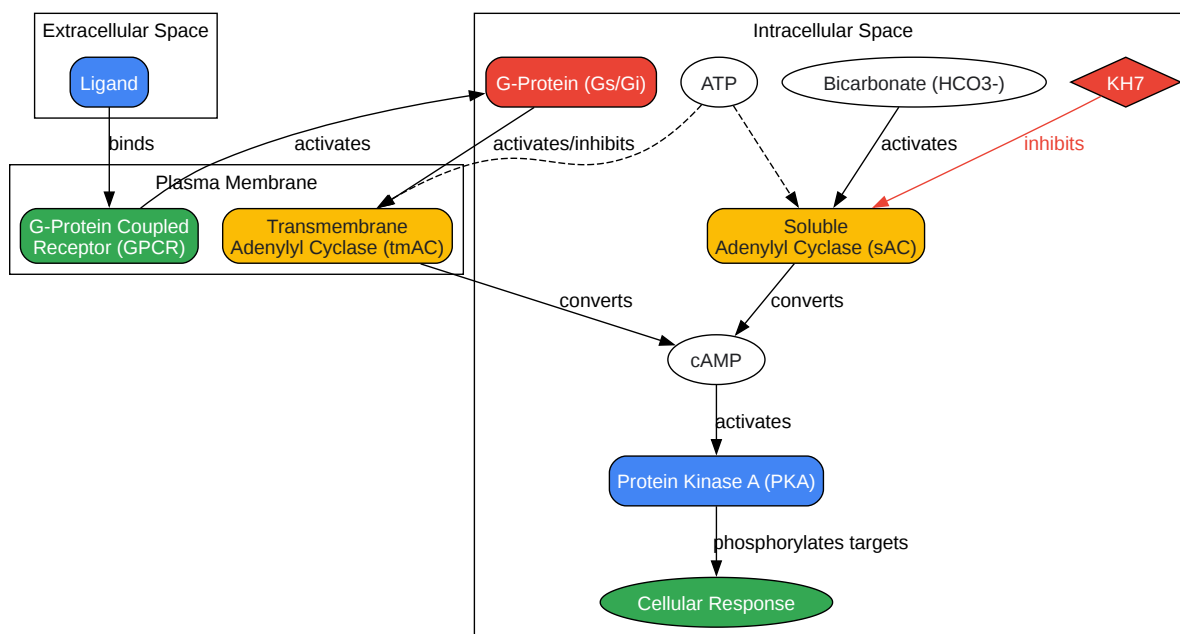 Extracellular Space
Intracellular Space
Ligand
G-Protein (Gs/Gi)
ATP
Bicarbonate (HCO3-)
KH7
binds
activates
activates/inhibits
activates
inhibits
Plasma Membrane
G-Protein Coupled
Receptor (GPCR)
Transmembrane
Adenylyl Cyclase (tmAC)
Soluble
Adenylyl Cyclase (sAC)
converts
converts
cAMP
activates
Protein Kinase A (PKA)
phosphorylates targets
Cellular Response